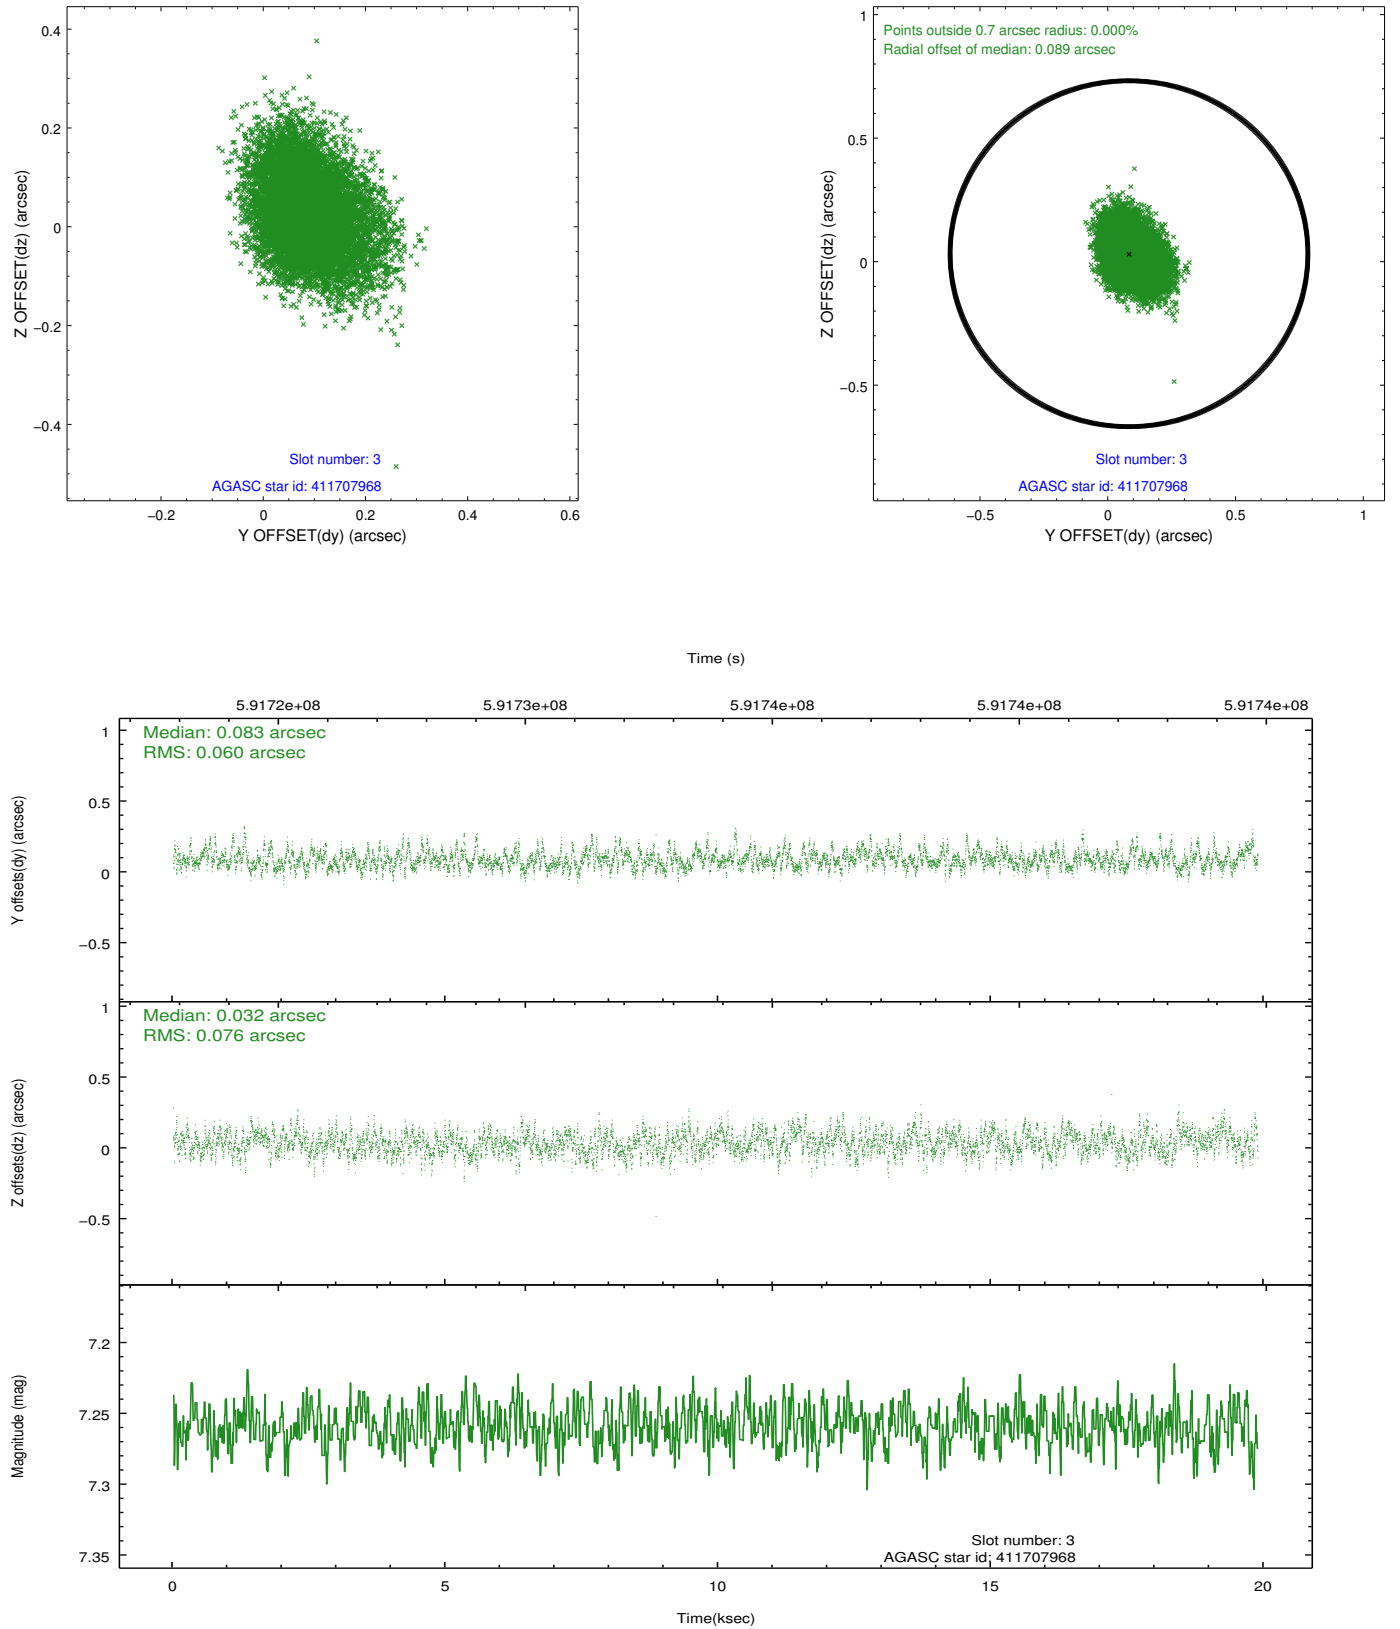 0.4
0.2
0
−0.2
−0.4
Z OFFSET(dz) (arcsec)
Slot number: 3
AGASC star id: 411707968
−0.2 0 0.2 0.4 0.6
Y OFFSET(dy) (arcsec)
Points outside 0.7 arcsec radius: 0.000%
Radial offset of median: 0.089 arcsec
1
0.5
0
−0.5
Z OFFSET(dz) (arcsec)
Slot number: 3
AGASC star id: 411707968
−0.5 0 0.5 1
Y OFFSET(dy) (arcsec)
Time (s)
5.9172e+08 5.9173e+08 5.9174e+08 5.9174e+08 5.9174e+08
Median: 0.083 arcsec
RMS: 0.060 arcsec
1
0.5
0
−0.5
Y offsets(dy) (arcsec)
Median: 0.032 arcsec
RMS: 0.076 arcsec
1
0.5
0
−0.5
Z offsets(dz) (arcsec)
7.2
7.25
7.3
7.35
Magnitude (mag)
Slot number: 3
AGASC star id: 411707968
0 5 10 15 20
Time(ksec)